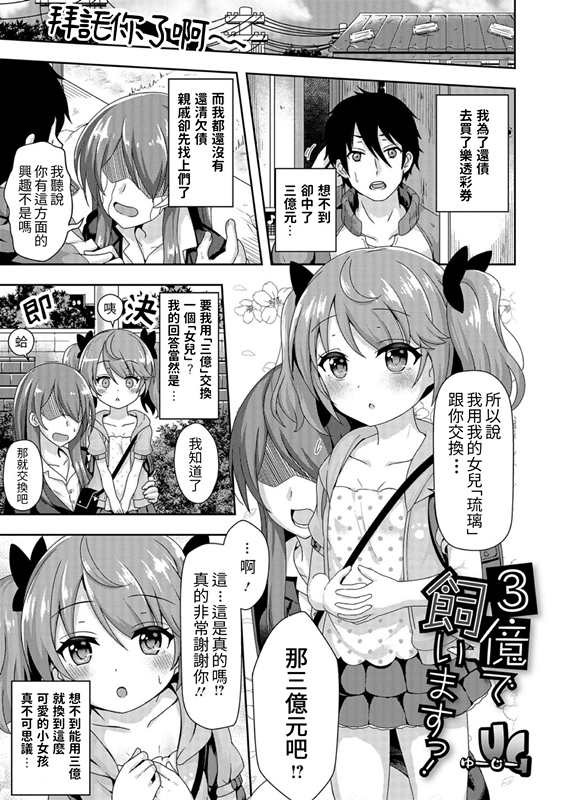 拜託你了啊～
我為了還債
去買了樂透彩券
想不到
卻中了
三億元…
而我都還沒有
還清欠債
親戚卻先找上門了
我聽說
你有這方面的
興趣不是嗎
所以說
我用我的女兒「琉璃」
跟你交換…
要我用「三億」交換
一個「女兒」?
我的回答當然是…
即決
咦
蛤
我知道了
那就交換吧
3億で
飼いますっ!
UG
ゆーじー
…啊!
這…這是真的嗎!?
真的非常謝謝你!!
那三億元吧!?
想不到能用三億
就換到這麼
可愛的小女孩
真不可思議…